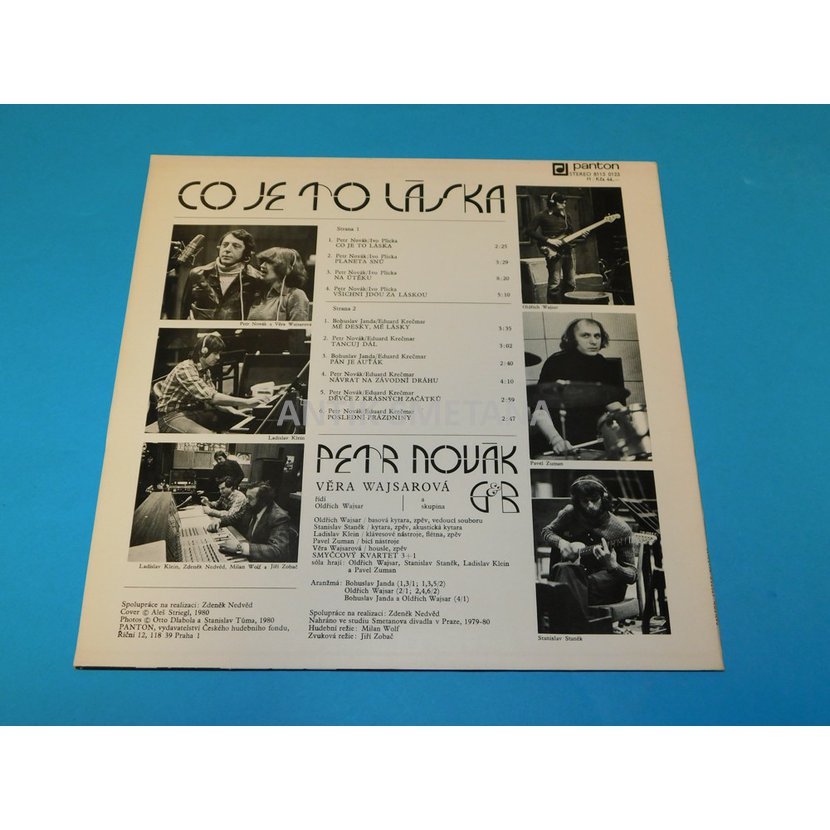 panton
STEREO 8113 0133
H Kčs 44,—
CO JE TO LÁSKA
Strana 1
1. Petr Novák/Ivo Plicka
CO JE TO LÁSKA 2:25
2. Petr Novák/Ivo Plicka
PLANETA SNŮ 3:29
3. Petr Novák/Ivo Plicka
NA ÚTĚKU 8:20
4. Petr Novák/Ivo Plicka
VŠICHNI JDOU ZA LÁSKOU 5:10
Strana 2
1. Bohuslav Janda/Eduard Krečmar
MÉ DESKY, MÉ LÁSKY 3:35
2. Petr Novák/Eduard Krečmar
TANCUJ DÁL 3:02
3. Bohuslav Janda/Eduard Krečmar
PÁN JE AUŤÁK 2:40
4. Petr Novák/Eduard Krečmar
NÁVRAT NA ZÁVODNÍ DRÁHU 4:10
5. Petr Novák/Eduard Krečmar
DĚVČE Z KRÁSNÝCH ZAČÁTKŮ 2:59
6. Petr Novák/Eduard Krečmar
POSLEDNÍ PRÁZDNINY 2:47
Petr Novák a Věra Wajsarová
Ladislav Klein
Ladislav Klein, Zdeněk Nedvěd, Milan Wolf a Jiří Zobač
Oldřich Wajsar
Pavel Zuman
Stanislav Staněk
PETR NOVÁK
VĚRA WAJSAROVÁ
řídí
Oldřich Wajsar
a
skupina
G&B
Oldřich Wajsar / basová kytara, zpěv, vedoucí souboru
Stanislav Staněk / kytara, zpěv, akustická kytara
Ladislav Klein / klávesové nástroje, flétna, zpěv
Pavel Zuman / bicí nástroje
Věra Wajsarová / housle, zpěv
SMYČCOVÝ KVARTET 3+1
sóla hrají: Oldřich Wajsar, Stanislav Staněk, Ladislav Klein
a Pavel Zuman
Aranžmá: Bohuslav Janda (1,3/1; 1,3,5/2)
Oldřich Wajsar (2/1; 2,4,6/2)
Bohuslav Janda a Oldřich Wajsar (4/1)
Spolupráce na realizaci: Zdeněk Nedvěd
Cover © Aleš Striegl, 1980
Photos © Otto Dlabola a Stanislav Tůma, 1980
PANTON, vydavatelství Českého hudebního fondu,
Říční 12, 118 39 Praha 1
Spolupráce na realizaci: Zdeněk Nedvěd
Nahráno ve studiu Smetanova divadla v Praze, 1979-80
Hudební režie: Milan Wolf
Zvuková režie: Jiří Zobač